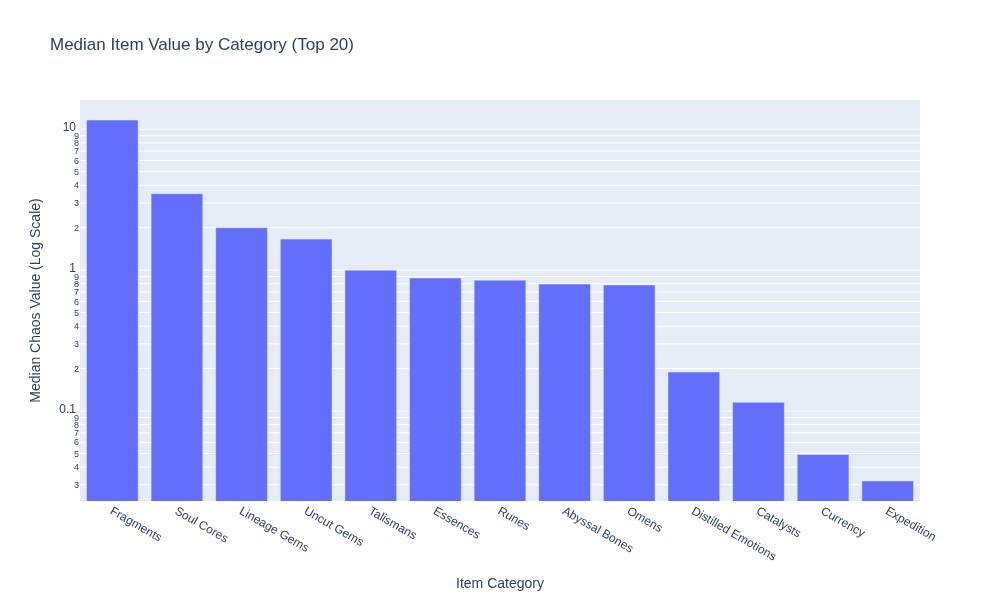 Median Item Value by Category (Top 20)
Median Chaos Value (Log Scale)
10
9
8
7
6
5
4
3
2
1
9
8
7
6
5
4
3
2
0.1
9
8
7
6
5
4
3
Fragments
Soul Cores
Lineage Gems
Uncut Gems
Talismans
Essences
Runes
Abyssal Bones
Omens
Distilled Emotions
Catalysts
Currency
Expedition
Item Category